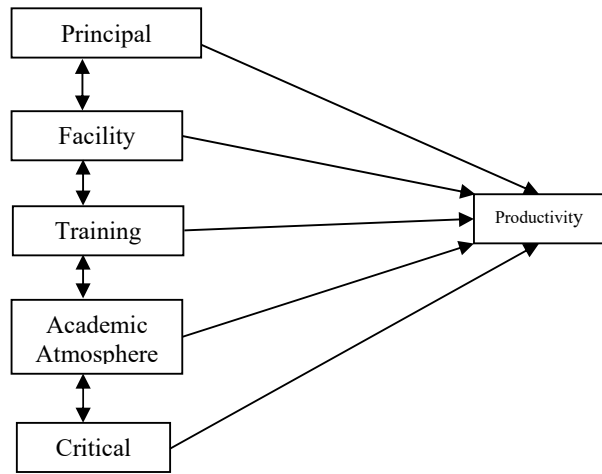 Principal
Facility
Training
Productivity
Academic
Atmosphere
Critical